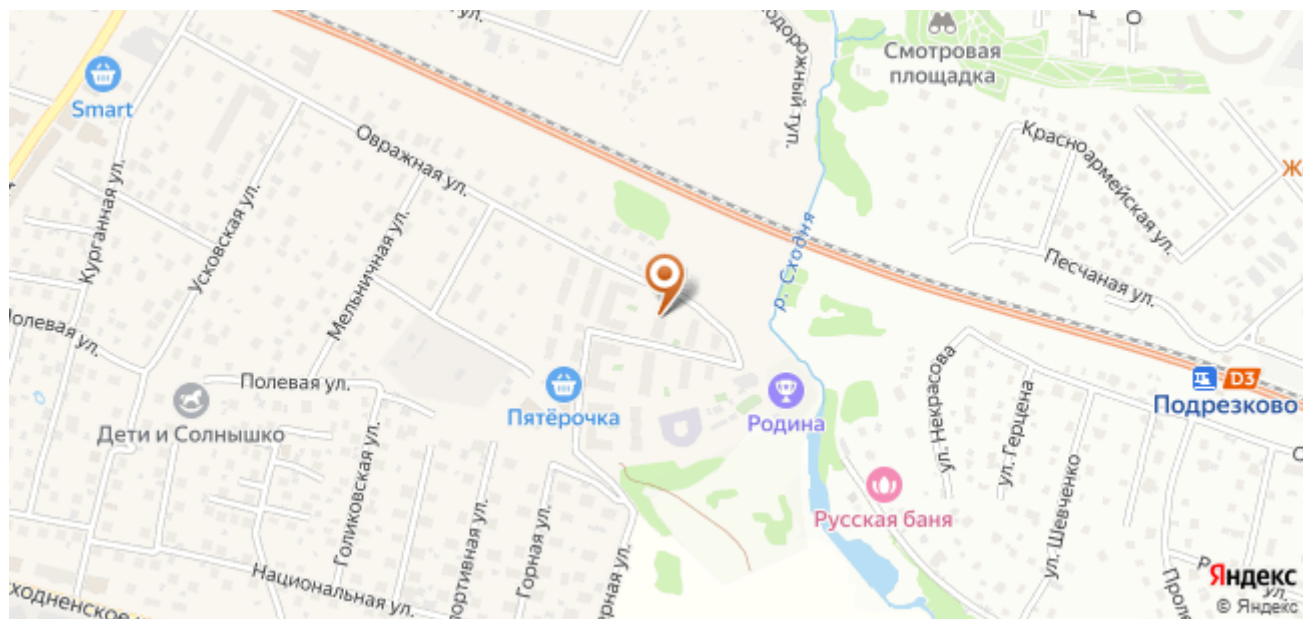 Смотровая
площадка
Smart
Овражная ул.
Красноармейская ул.
Курганная ул.
Усковская ул.
Мельничная ул.
р. Сходня
Песчаная ул.
D3
Подрезково
Полевая ул.
Пятёрочка
Родина
ул. Некрасова
ул. Герцена
Дети и Солнышко
Голиковская ул.
ул. Шевченко
Русская баня
Горная ул.
Национальная ул.
Яндекс
© Яндекс